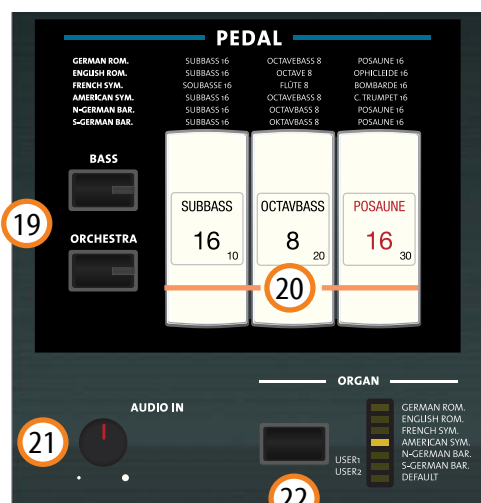 PEDAL
GERMAN ROM. SUBBASS 16 OCTAVEBASS 8 POSAUNE 16
ENGLISH ROM. SUBBASS 16 OCTAVE 8 OPHICLEIDE 16
FRENCH SYM. SOUBASSE 16 FLÛTE 8 BOMBARDE 16
AMERICAN SYM. SUBBASS 16 OCTAVEBASS 8 C.TRUMPET 16
N-GERMAN BAR. SUBBASS 16 OCTAVBASS 8 POSAUNE 16
S-GERMAN BAR. SUBBASS 16 OKTAVBASS 8 POSAUNE 16
BASS
19
ORCHESTRA
SUBBASS
16
10
OCTAVBASS
8
20
POSAUNE
16
30
20
ORGAN
AUDIO IN
21
GERMAN ROM.
ENGLISH ROM.
FRENCH SYM.
AMERICAN SYM.
USER1 N-GERMAN BAR.
USER2 S-GERMAN BAR.
DEFAULT
22